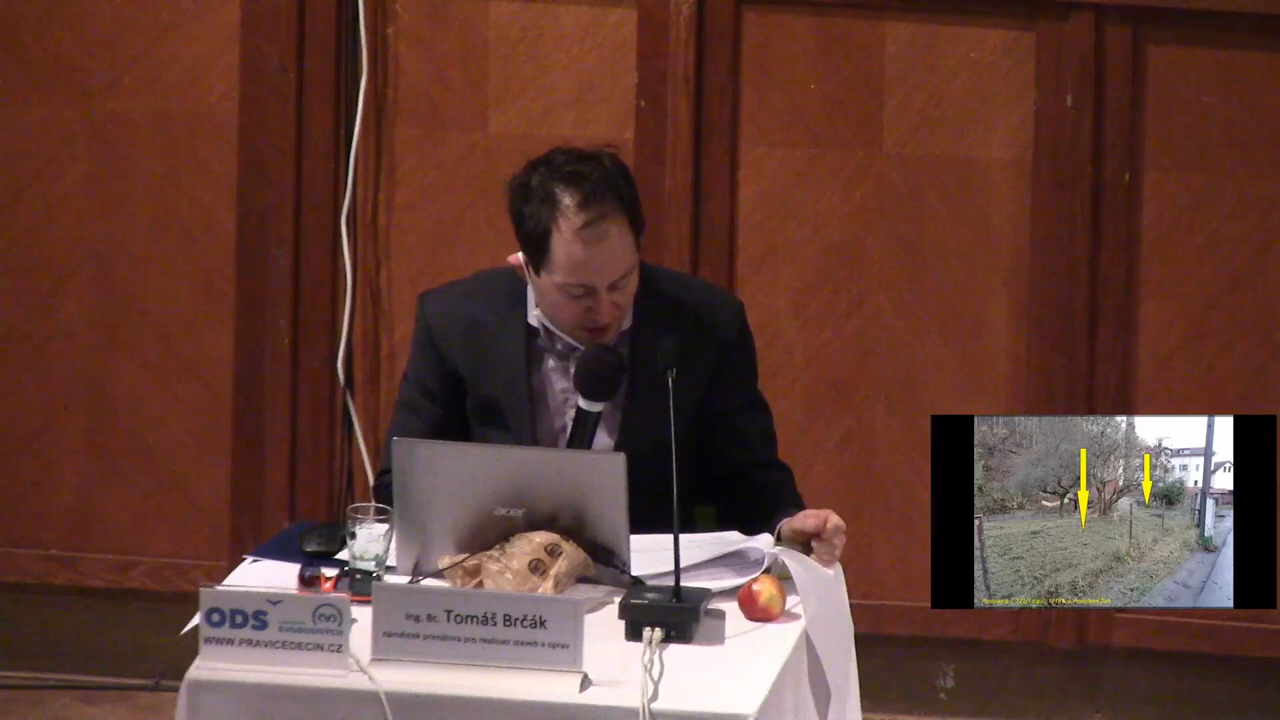 acer
ODS
SVOBODNÝCH
WWW.PRAVICEDECIN.CZ
Ing. Bc. Tomáš Brčák
náměstek primátora pro realizaci staveb a oprav